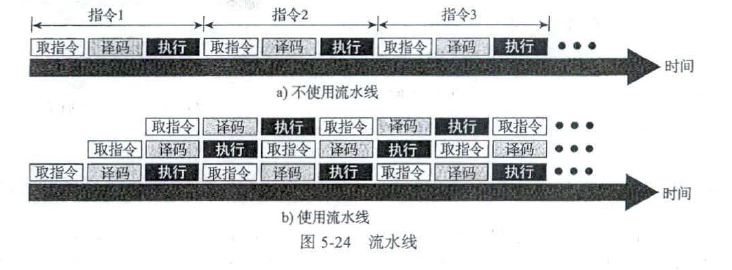 指令1 指令2 指令3
取指令 译码 执行 取指令 译码 执行 取指令 译码 执行
时间
a) 不使用流水线
取指令 译码 执行 取指令 译码 执行 取指令
取指令 译码 执行 取指令 译码 执行 取指令 译码
取指令 译码 执行 取指令 译码 执行 取指令 译码 执行
时间
b) 使用流水线
图 5-24 流水线